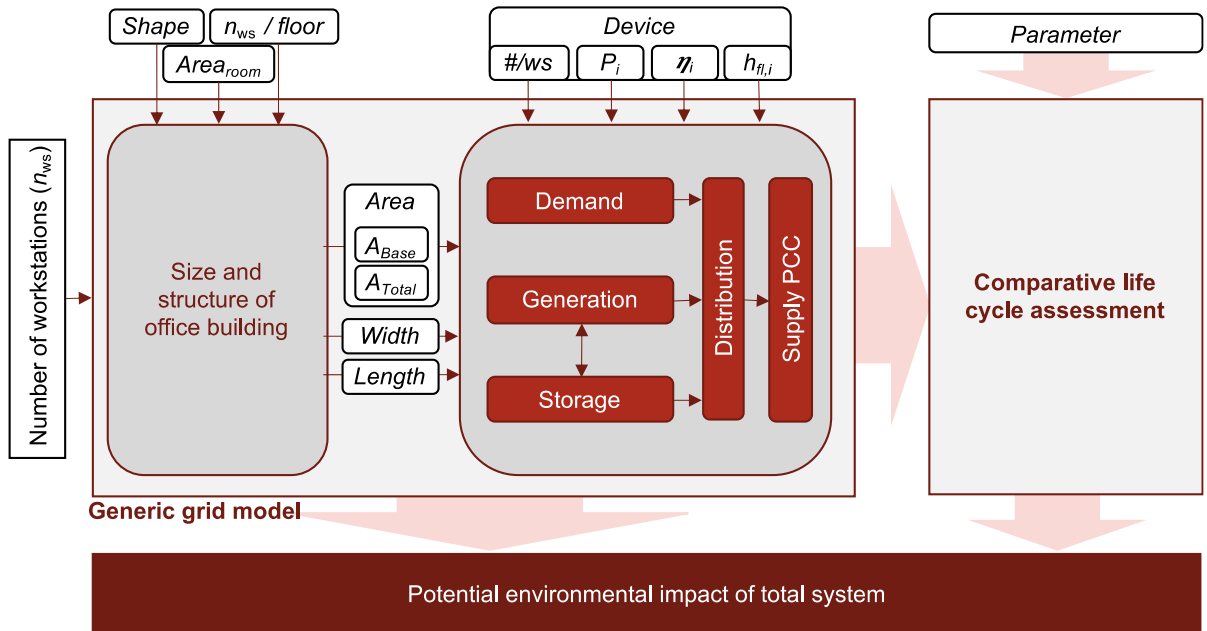 Shape
n_ws / floor
Area_room
Device
#/ws
P_i
η_i
h_fl,i
Parameter
Number of workstations (n_ws)
Size and
structure of
office building
Area
A_Base
A_Total
Width
Length
Demand
Generation
Storage
Distribution
Supply PCC
Comparative life
cycle assessment
Generic grid model
Potential environmental impact of total system